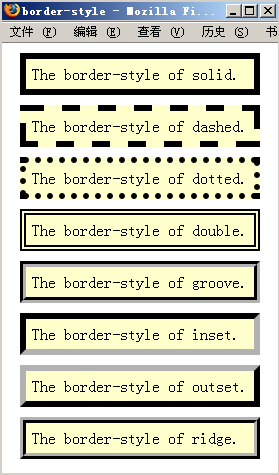 border-style - Mozilla Fi...
文件 (F) 编辑 (E) 查看 (V) 历史 (S) 书
The border-style of solid.
The border-style of dashed.
The border-style of dotted.
The border-style of double.
The border-style of groove.
The border-style of inset.
The border-style of outset.
The border-style of ridge.